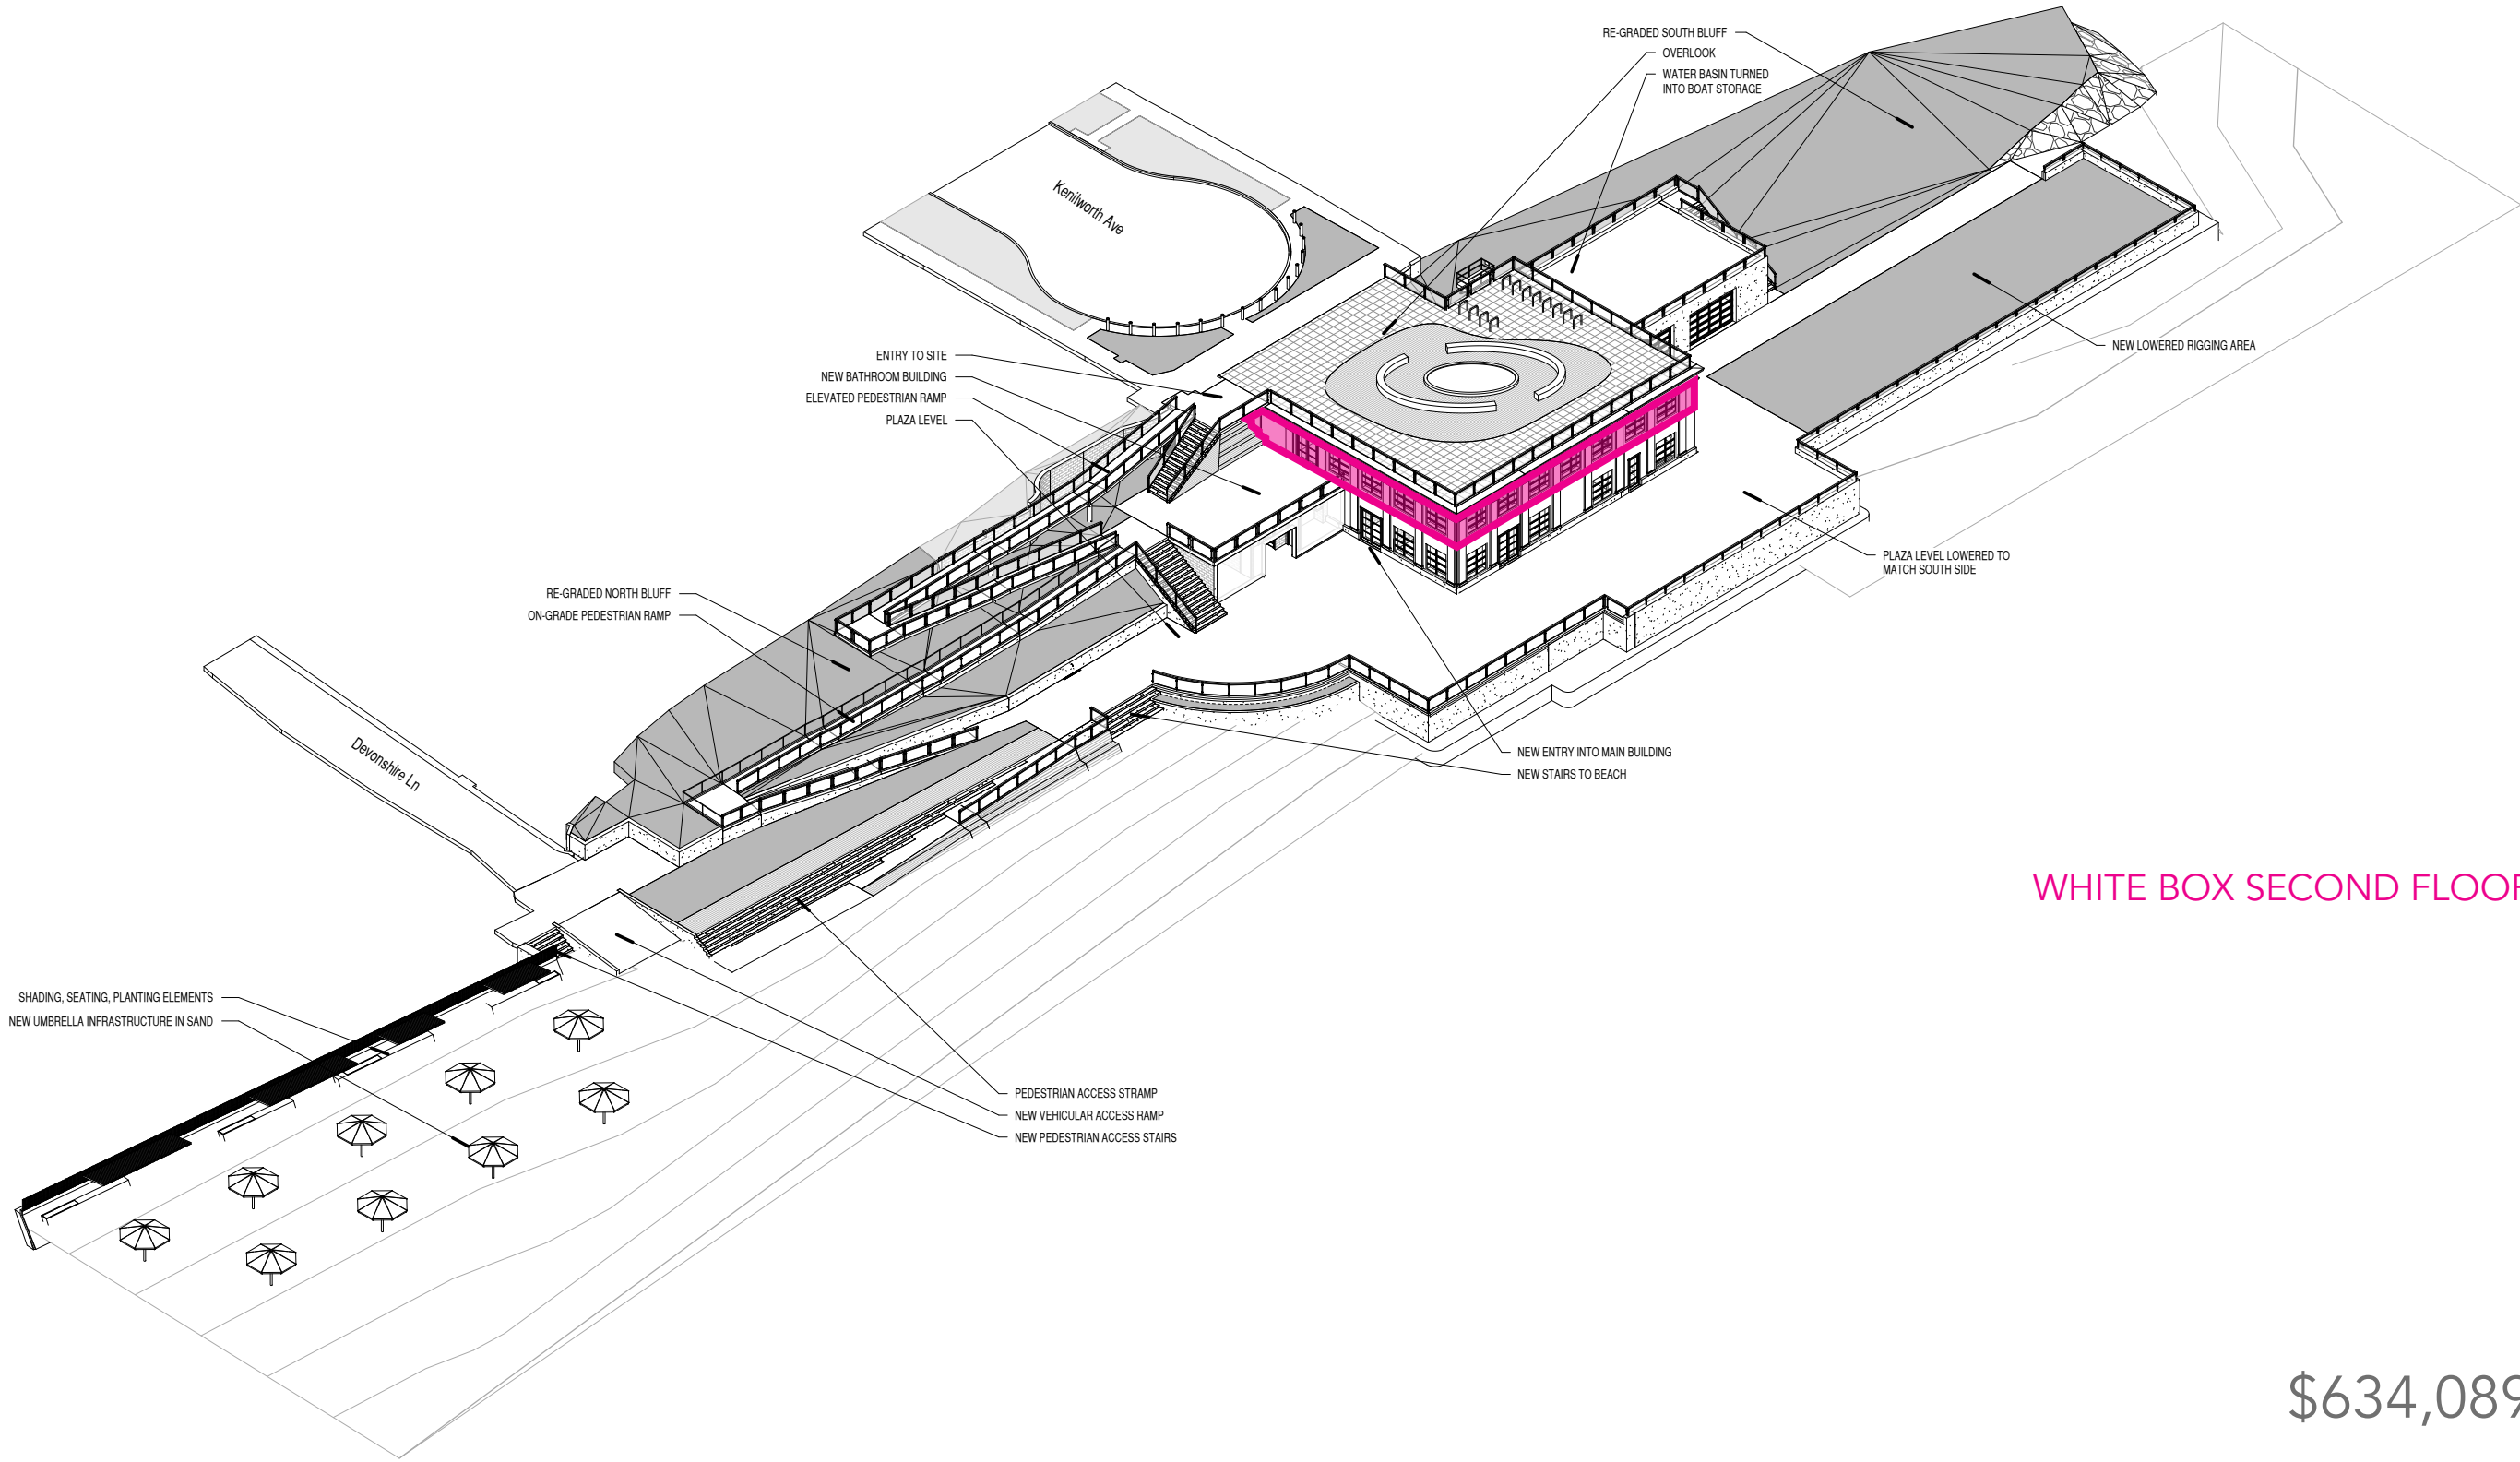 RE-GRADED SOUTH BLUFF
OVERLOOK
WATER BASIN TURNED
INTO BOAT STORAGE
Kenilworth Ave
ENTRY TO SITE
NEW BATHROOM BUILDING
ELEVATED PEDESTRIAN RAMP
PLAZA LEVEL
NEW LOWERED RIGGING AREA
PLAZA LEVEL LOWERED TO
MATCH SOUTH SIDE
RE-GRADED NORTH BLUFF
ON-GRADE PEDESTRIAN RAMP
Devonshire Ln
NEW ENTRY INTO MAIN BUILDING
NEW STAIRS TO BEACH
WHITE BOX SECOND FLOOR
SHADING, SEATING, PLANTING ELEMENTS
NEW UMBRELLA INFRASTRUCTURE IN SAND
PEDESTRIAN ACCESS STRAMP
NEW VEHICULAR ACCESS RAMP
NEW PEDESTRIAN ACCESS STAIRS
$634,089